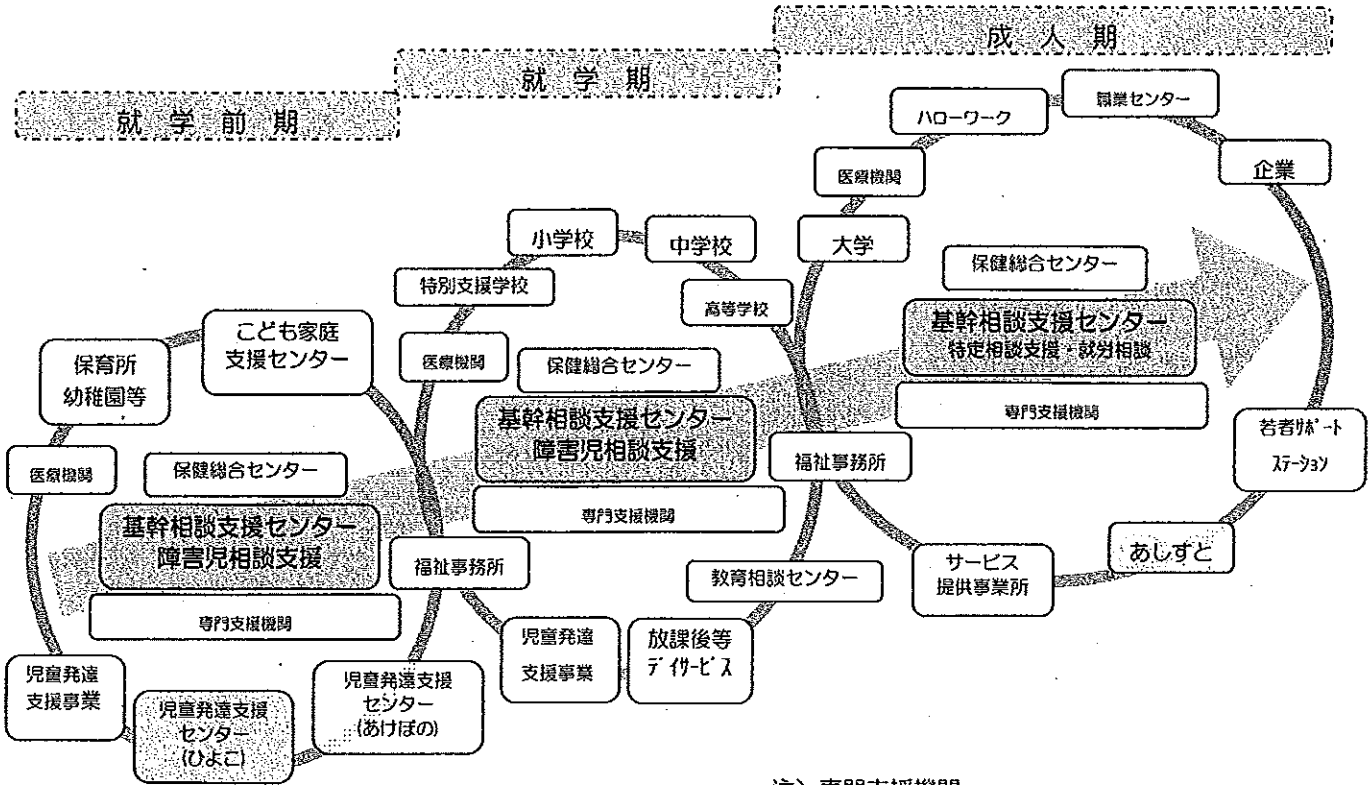 成人期
就学期
就学前期
ハローワーク
職業センター
医療機関
企業
大学
小学校
中学校
特別支援学校
高等学校
医療機関
保健総合センター
基幹相談支援センター
特定相談支援・就労相談
専門支援機関
こども家庭
支援センター
保育所
幼稚園等
医療機関
保健総合センター
基幹相談支援センター
障害児相談支援
専門支援機関
福祉事務所
若者サポート
ステーション
保健総合センター
基幹相談支援センター
障害児相談支援
専門支援機関
福祉事務所
教育相談センター
サービス
提供事業所
あしすと
児童発達
支援事業
放課後等
デイサービス
児童発達
支援事業
児童発達支援
センター
(ひよこ)
児童発達支援
センター
(あけぼの)